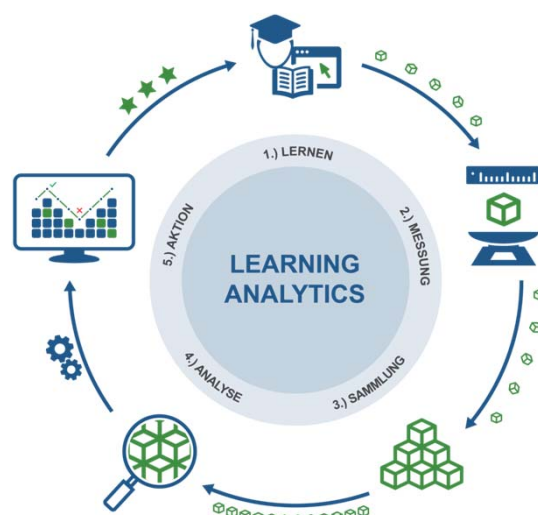 1.) LERNEN
2.) MESSUNG
3.) SAMMLUNG
4.) ANALYSE
5.) AKTION
LEARNING
ANALYTICS